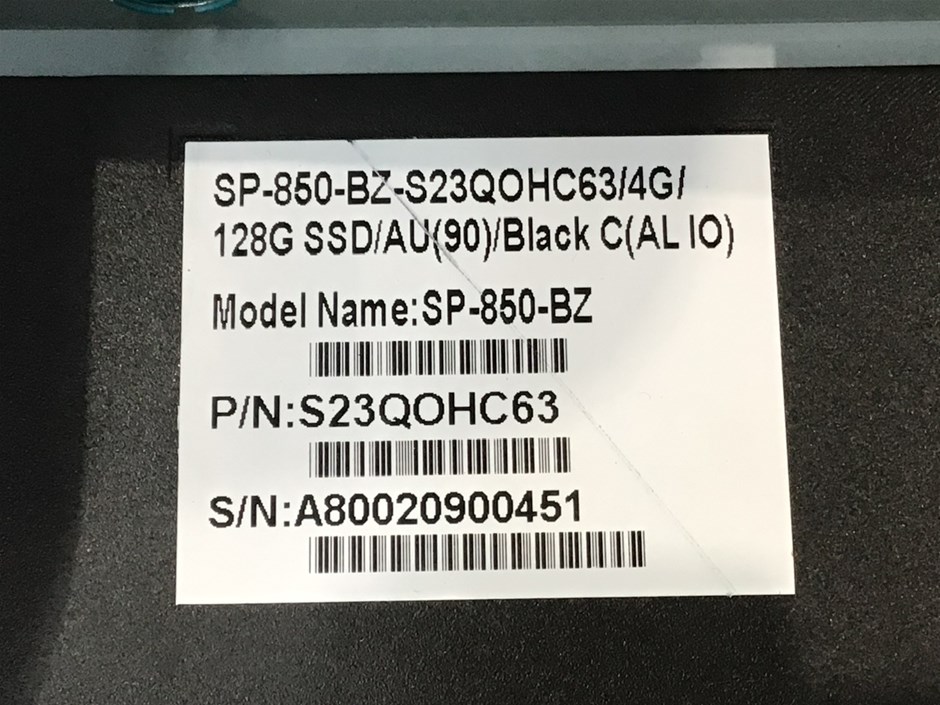 SP-850-BZ-S23QOHC63/4G/
128G SSD/AU(90)/Black C(AL IO)
Model Name:SP-850-BZ
P/N:S23QOHC63
S/N:A80020900451